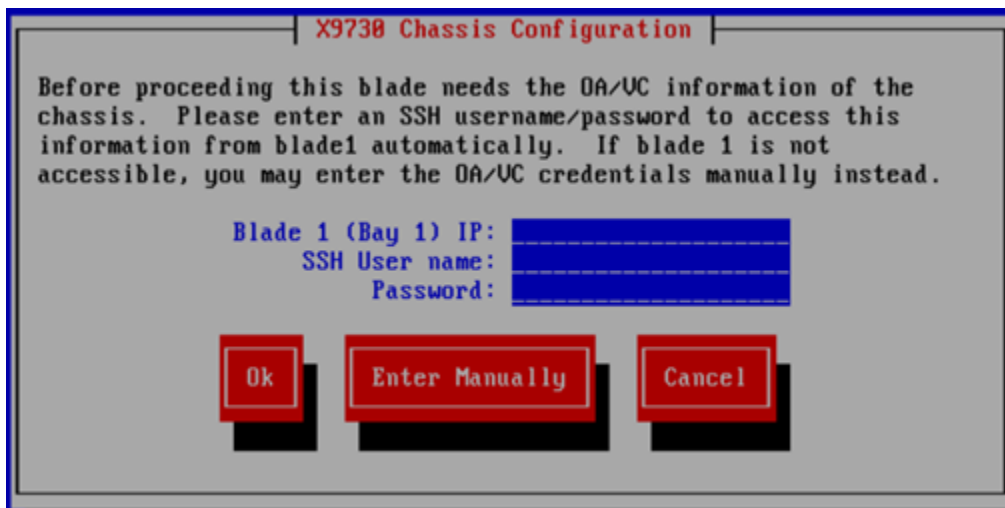 X9730 Chassis Configuration
Before proceeding this blade needs the OA/VC information of the
chassis.  Please enter an SSH username/password to access this
information from blade1 automatically.  If blade 1 is not
accessible, you may enter the OA/VC credentials manually instead.
Blade 1 (Bay 1) IP:
SSH User name:
Password:
Ok Enter Manually Cancel